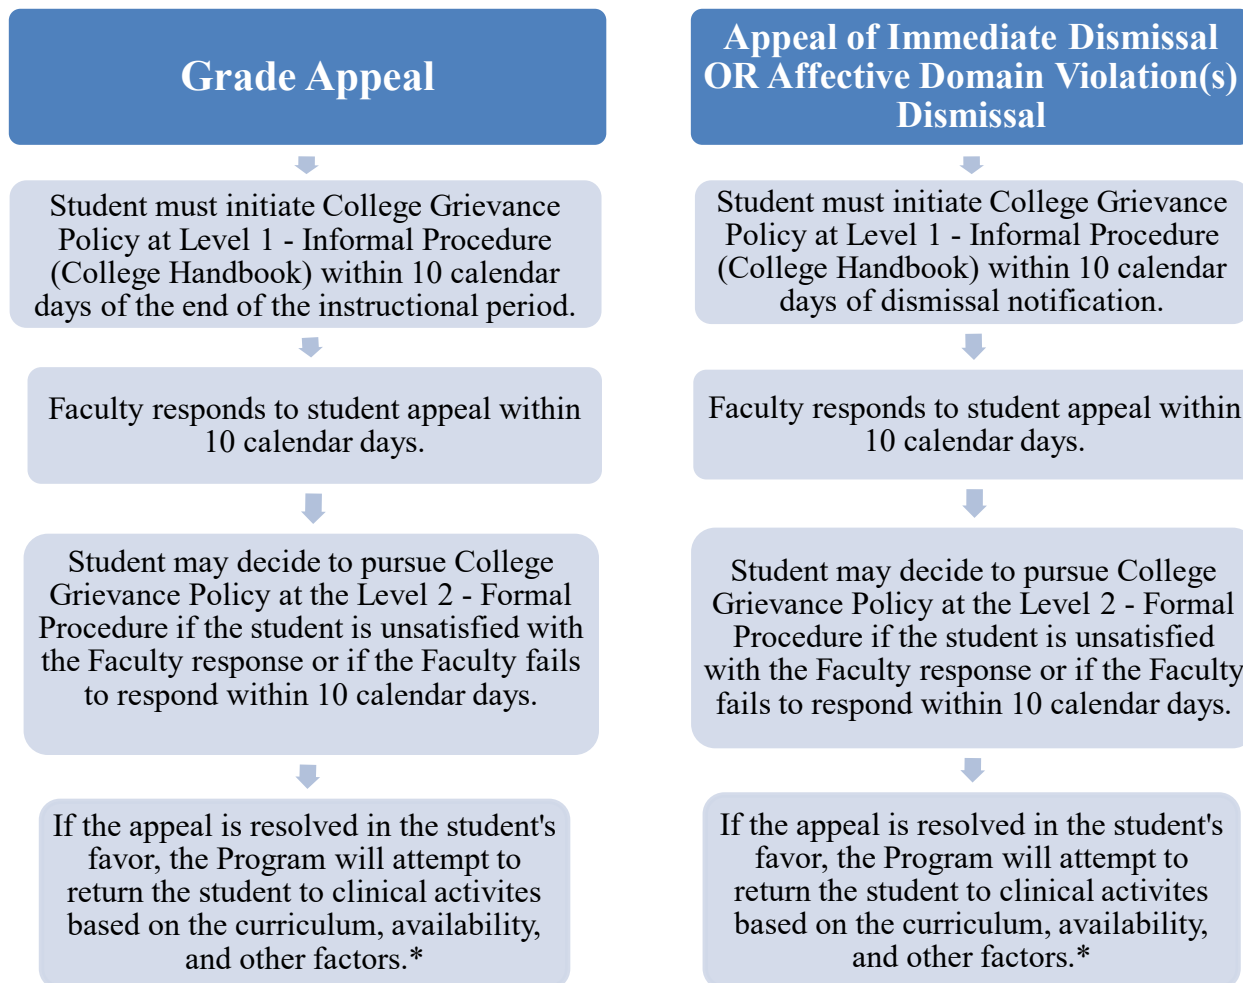 Grade Appeal
Student must initiate College Grievance
Policy at Level 1 - Informal Procedure
(College Handbook) within 10 calendar
days of the end of the instructional period.
Faculty responds to student appeal within
10 calendar days.
Student may decide to pursue College
Grievance Policy at the Level 2 - Formal
Procedure if the student is unsatisfied with
the Faculty response or if the Faculty fails
to respond within 10 calendar days.
If the appeal is resolved in the student's
favor, the Program will attempt to
return the student to clinical activites
based on the curriculum, availability,
and other factors.*
Appeal of Immediate Dismissal
OR Affective Domain Violation(s)
Dismissal
Student must initiate College Grievance
Policy at Level 1 - Informal Procedure
(College Handbook) within 10 calendar
days of dismissal notification.
Faculty responds to student appeal within
10 calendar days.
Student may decide to pursue College
Grievance Policy at the Level 2 - Formal
Procedure if the student is unsatisfied
with the Faculty response or if the Faculty
fails to respond within 10 calendar days.
If the appeal is resolved in the student's
favor, the Program will attempt to
return the student to clinical activites
based on the curriculum, availability,
and other factors.*